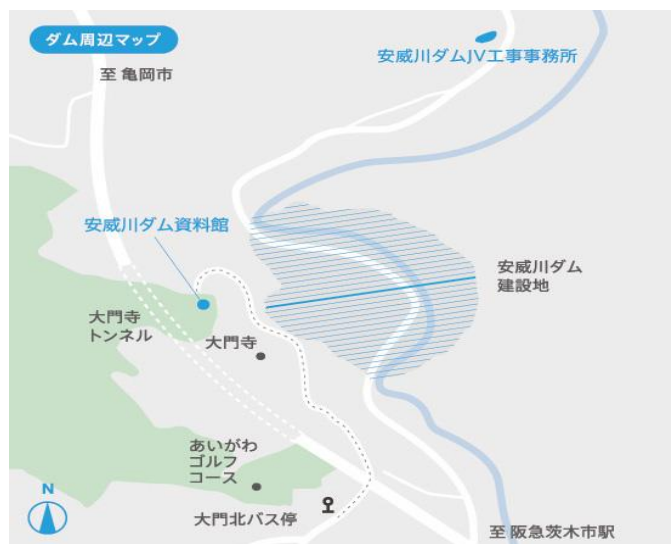 ダム周辺マップ
至 亀岡市
安威川ダムJV工事事務所
安威川ダム資料館
安威川ダム
建設地
大門寺
トンネル
大門寺
あいがわ
ゴルフ
コース
N
大門北バス停
至 阪急茨木市駅